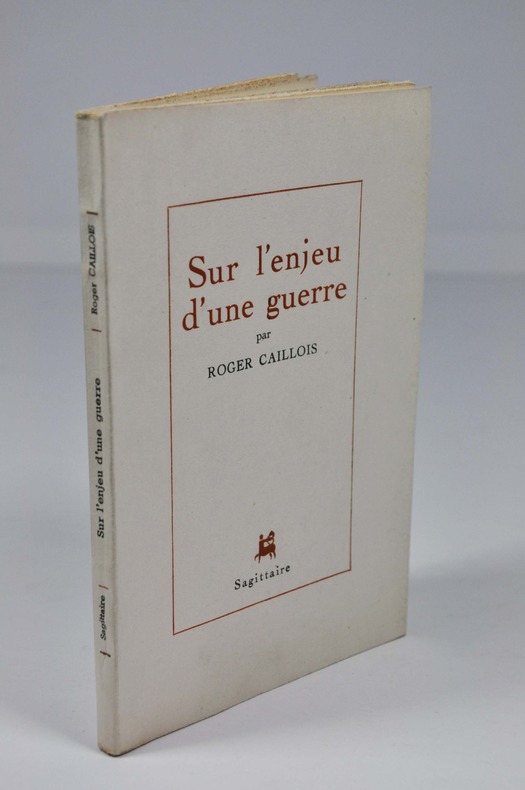 Sur l'enjeu
d'une guerre
par
ROGER CAILLOIS
Sagittaire
Sagittaire | Sur l'enjeu d'une guerre | Roger CAILLOIS |